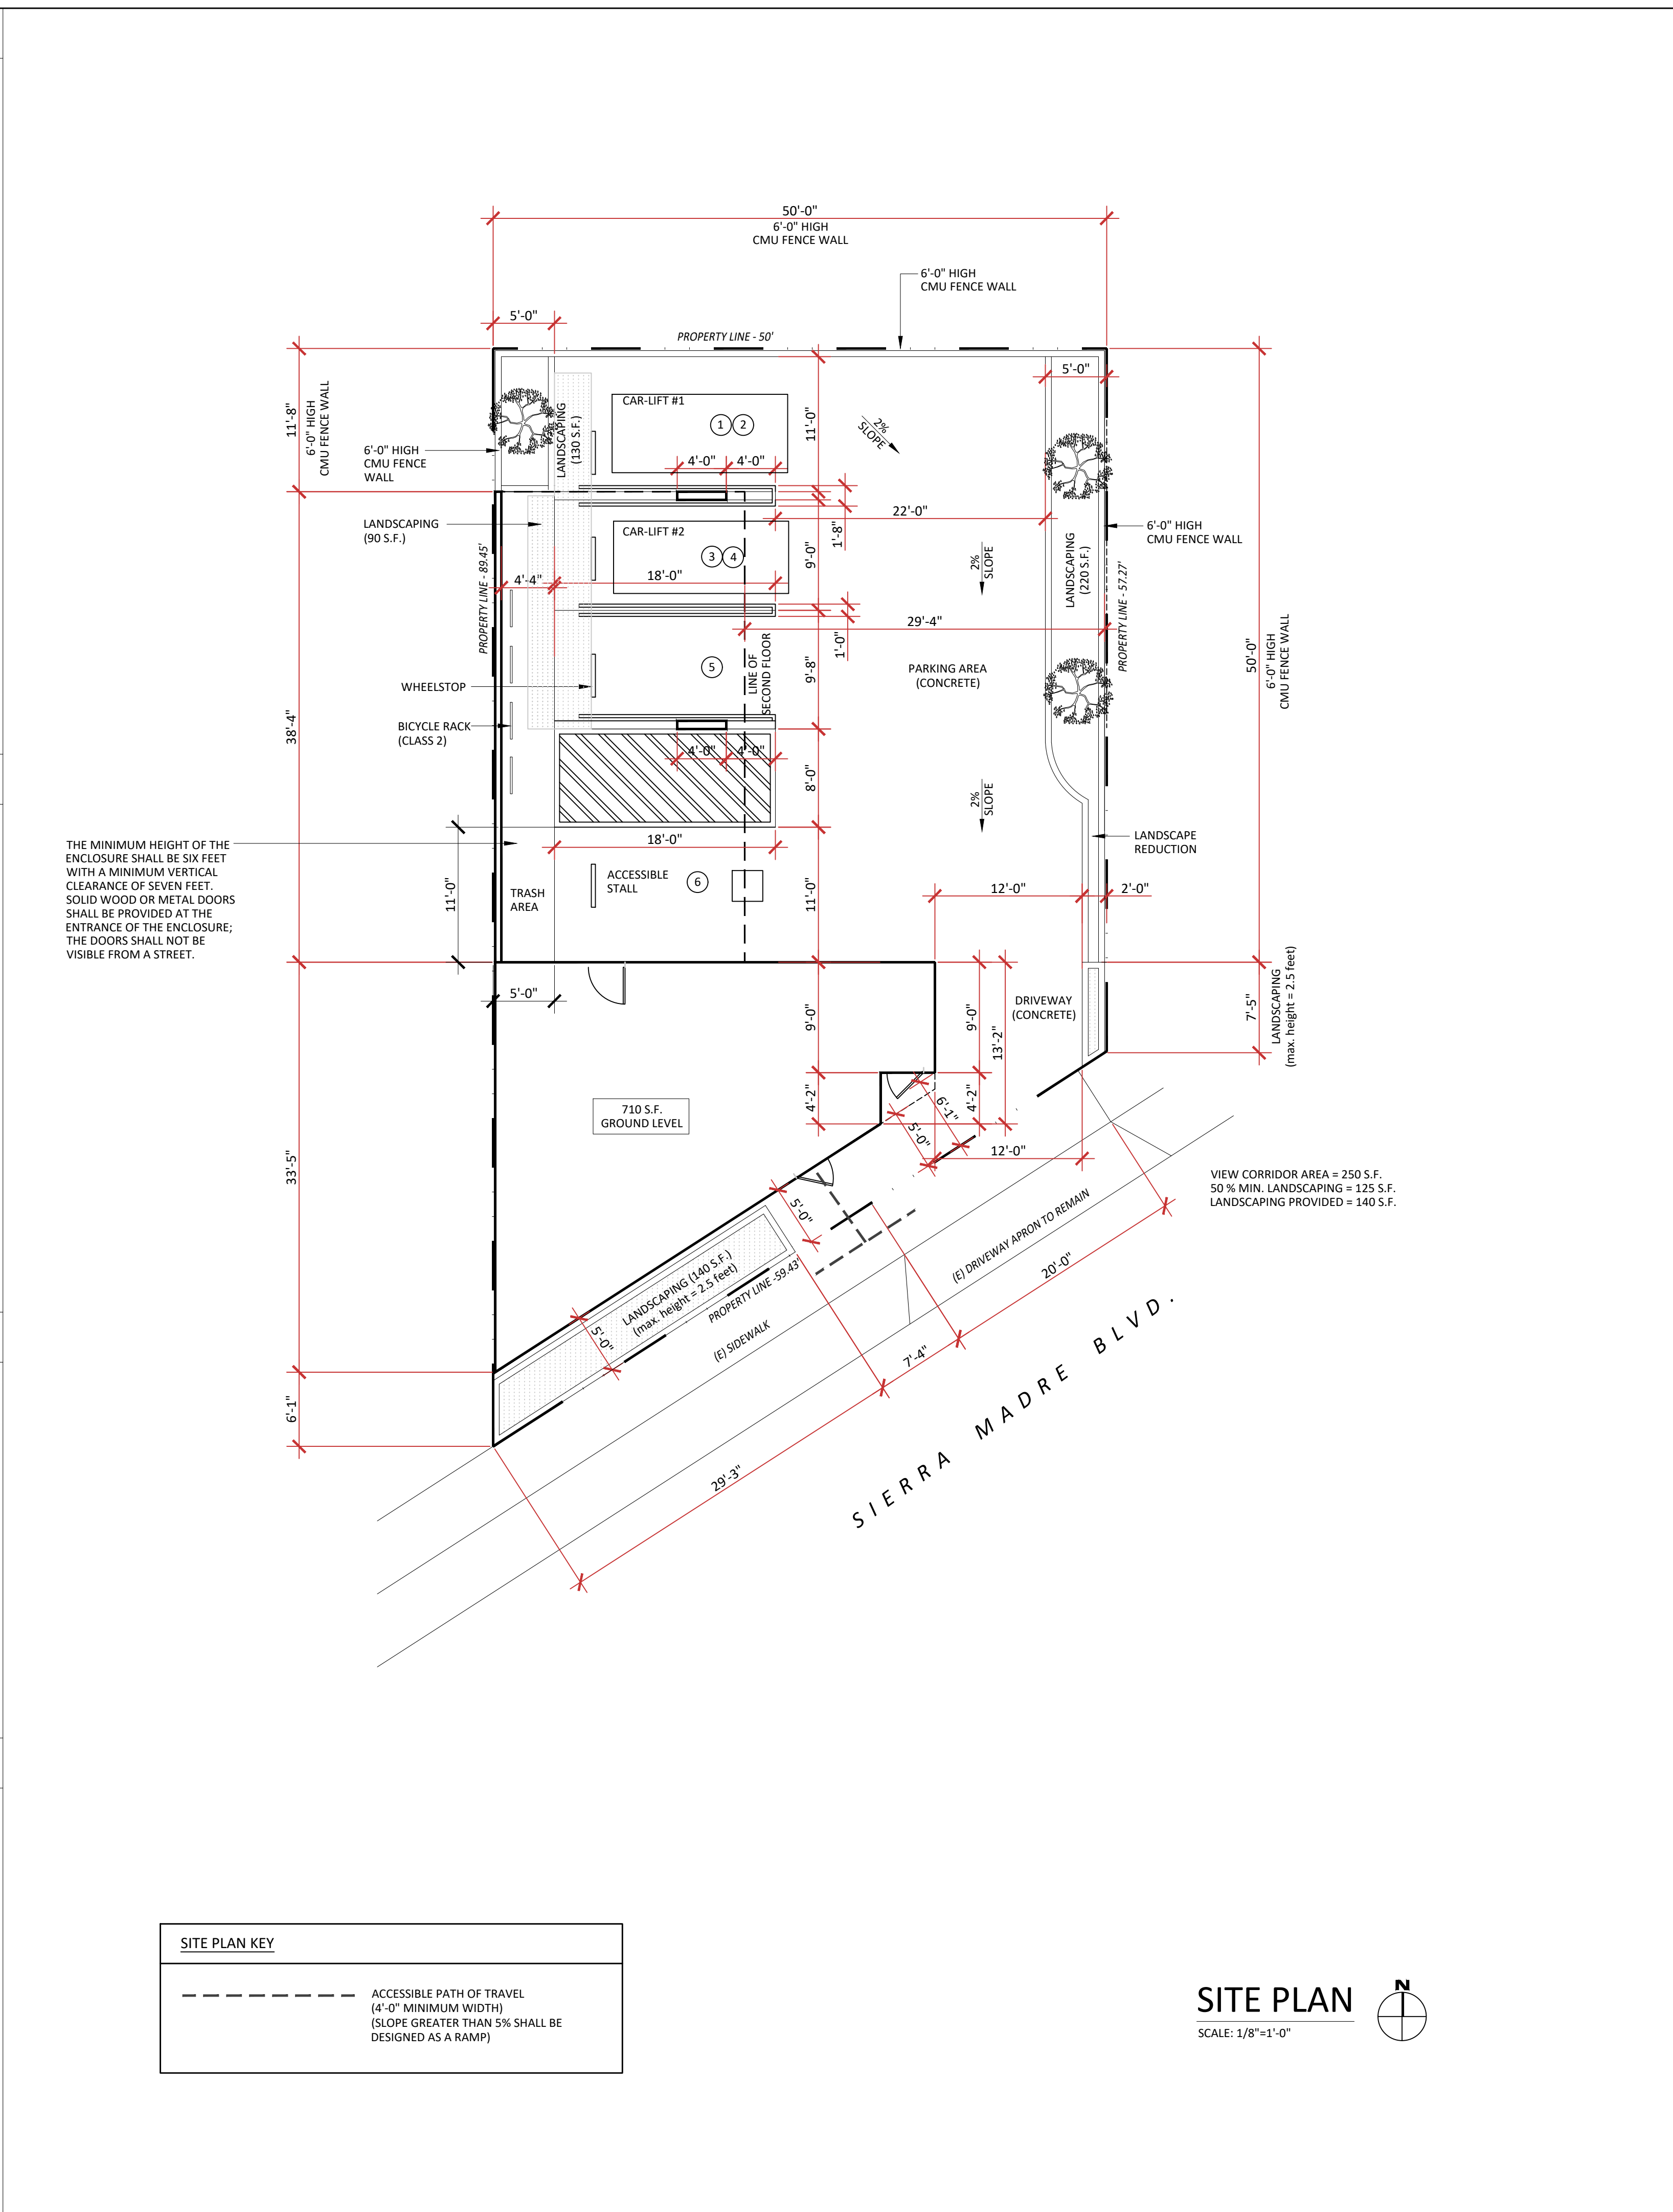 50'-0"
6'-0" HIGH
CMU FENCE WALL
6'-0" HIGH
CMU FENCE WALL
5'-0"
PROPERTY LINE - 50'
5'-0"
11'-8"
6'-0" HIGH
CMU FENCE WALL
6'-0" HIGH
CMU FENCE
WALL
LANDSCAPING
(130 S.F.)
CAR-LIFT #1
1
2
4'-0"
4'-0"
11'-0"
2%
SLOPE
LANDSCAPING
(90 S.F.)
CAR-LIFT #2
3
4
22'-0"
1'-8"
9'-0"
6'-0" HIGH
CMU FENCE WALL
2%
SLOPE
LANDSCAPING
(220 S.F.)
PROPERTY LINE - 89.45'
4'-4"
18'-0"
PROPERTY LINE - 57.27'
29'-4"
1'-0"
9'-8"
5
LINE OF
SECOND FLOOR
PARKING AREA
(CONCRETE)
50'-0"
6'-0" HIGH
CMU FENCE WALL
WHEELSTOP
38'-4"
BICYCLE RACK
(CLASS 2)
4'-0"
4'-0"
8'-0"
2%
SLOPE
THE MINIMUM HEIGHT OF THE
ENCLOSURE SHALL BE SIX FEET
WITH A MINIMUM VERTICAL
CLEARANCE OF SEVEN FEET.
SOLID WOOD OR METAL DOORS
SHALL BE PROVIDED AT THE
ENTRANCE OF THE ENCLOSURE;
THE DOORS SHALL NOT BE
VISIBLE FROM A STREET.
18'-0"
LANDSCAPE
REDUCTION
11'-0"
TRASH
AREA
ACCESSIBLE
STALL
6
11'-0"
12'-0"
2'-0"
5'-0"
9'-0"
9'-0"
13'-2"
DRIVEWAY
(CONCRETE)
7'-5"
LANDSCAPING
(max. height = 2.5 feet)
4'-2"
4'-2"
6'-1"
5'-0"
710 S.F.
GROUND LEVEL
12'-0"
33'-5"
VIEW CORRIDOR AREA = 250 S.F.
50 % MIN. LANDSCAPING = 125 S.F.
LANDSCAPING PROVIDED = 140 S.F.
5'-0"
LANDSCAPING (140 S.F.)
(max. height = 2.5 feet)
PROPERTY LINE -59.43'
(E) SIDEWALK
(E) DRIVEWAY APRON TO REMAIN
20'-0"
5'-0"
7'-4"
6'-1"
29'-3"
SIERRA MADRE BLVD.
SITE PLAN KEY
ACCESSIBLE PATH OF TRAVEL
(4'-0" MINIMUM WIDTH)
(SLOPE GREATER THAN 5% SHALL BE
DESIGNED AS A RAMP)
SITE PLAN
N
SCALE: 1/8"=1'-0"